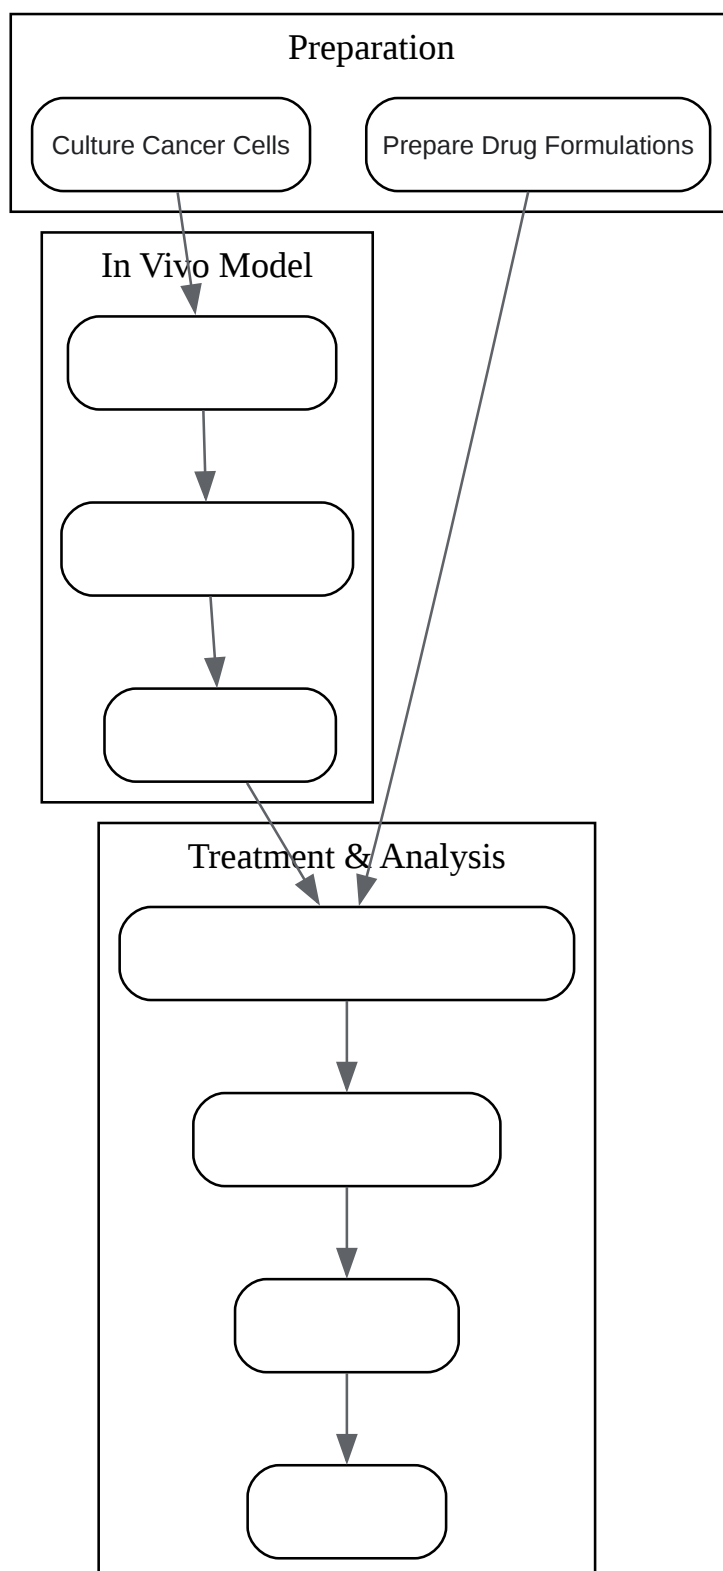 Preparation
Culture Cancer Cells
Prepare Drug Formulations
In Vivo Model
Treatment & Analysis